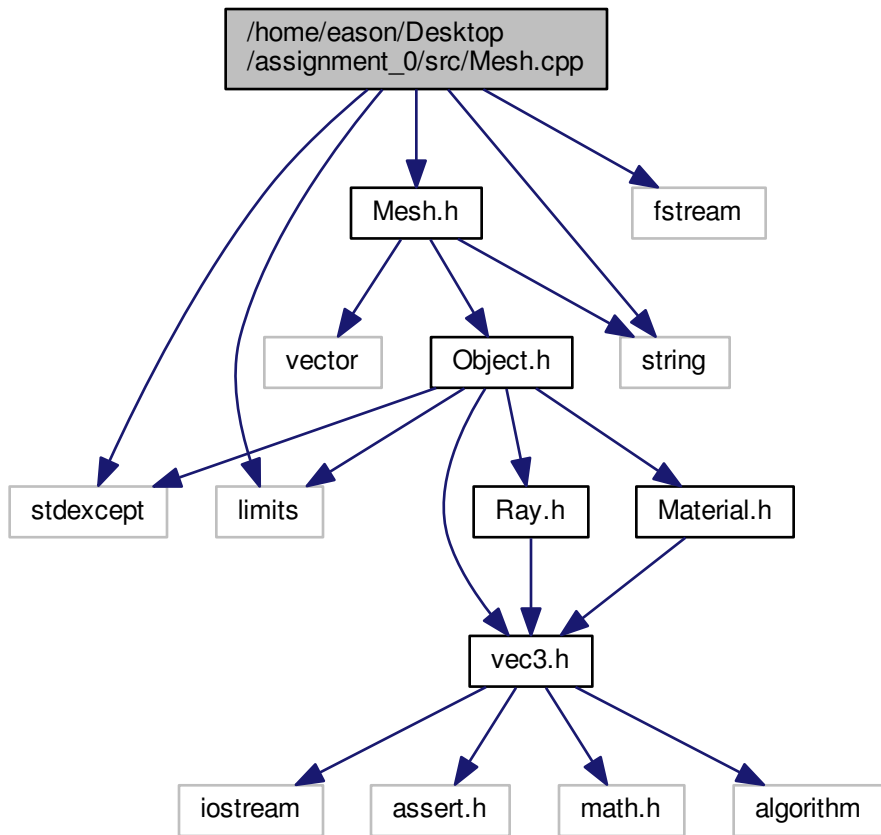 /home/eason/Desktop
/assignment_0/src/Mesh.cpp
Mesh.h
fstream
vector
Object.h
string
stdexcept
limits
Ray.h
Material.h
vec3.h
iostream
assert.h
math.h
algorithm